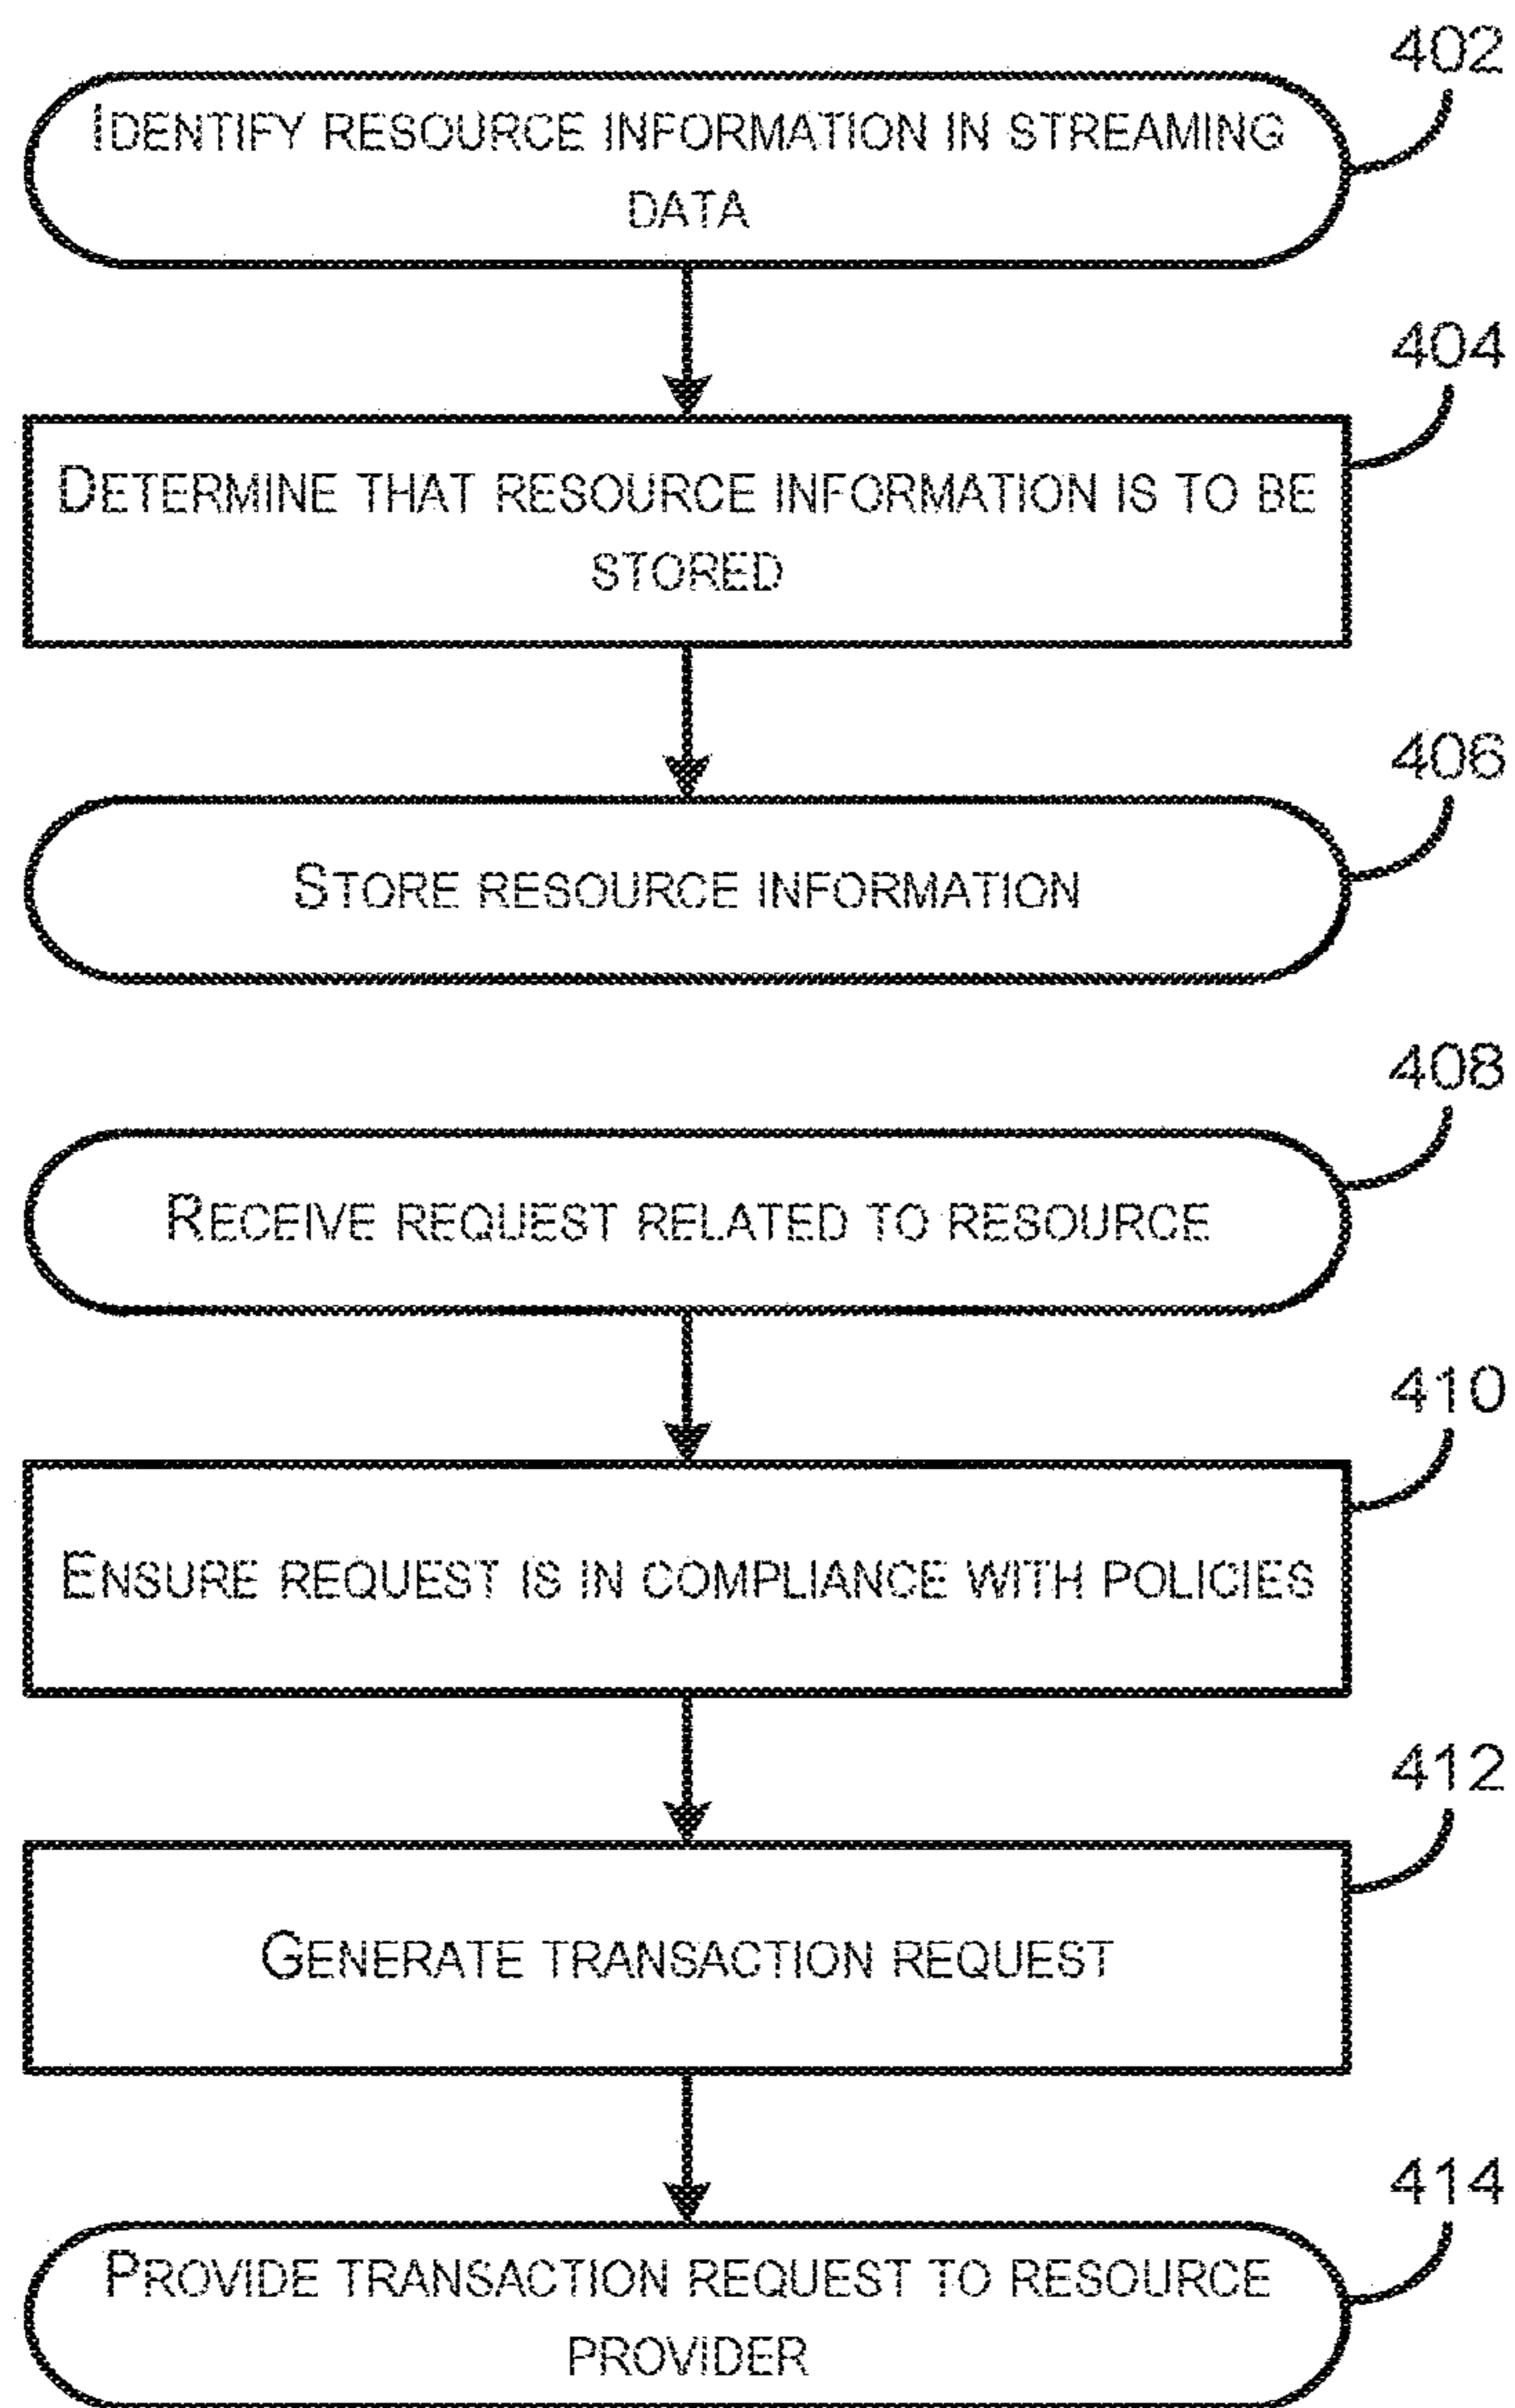 402
IDENTIFY RESOURCE INFORMATION IN STREAMING
DATA
404
DETERMINE THAT RESOURCE INFORMATION IS TO BE
STORED
406
STORE RESOURCE INFORMATION
408
RECEIVE REQUEST RELATED TO RESOURCE
410
ENSURE REQUEST IS IN COMPLIANCE WITH POLICIES
412
GENERATE TRANSACTION REQUEST
414
PROVIDE TRANSACTION REQUEST TO RESOURCE
PROVIDER